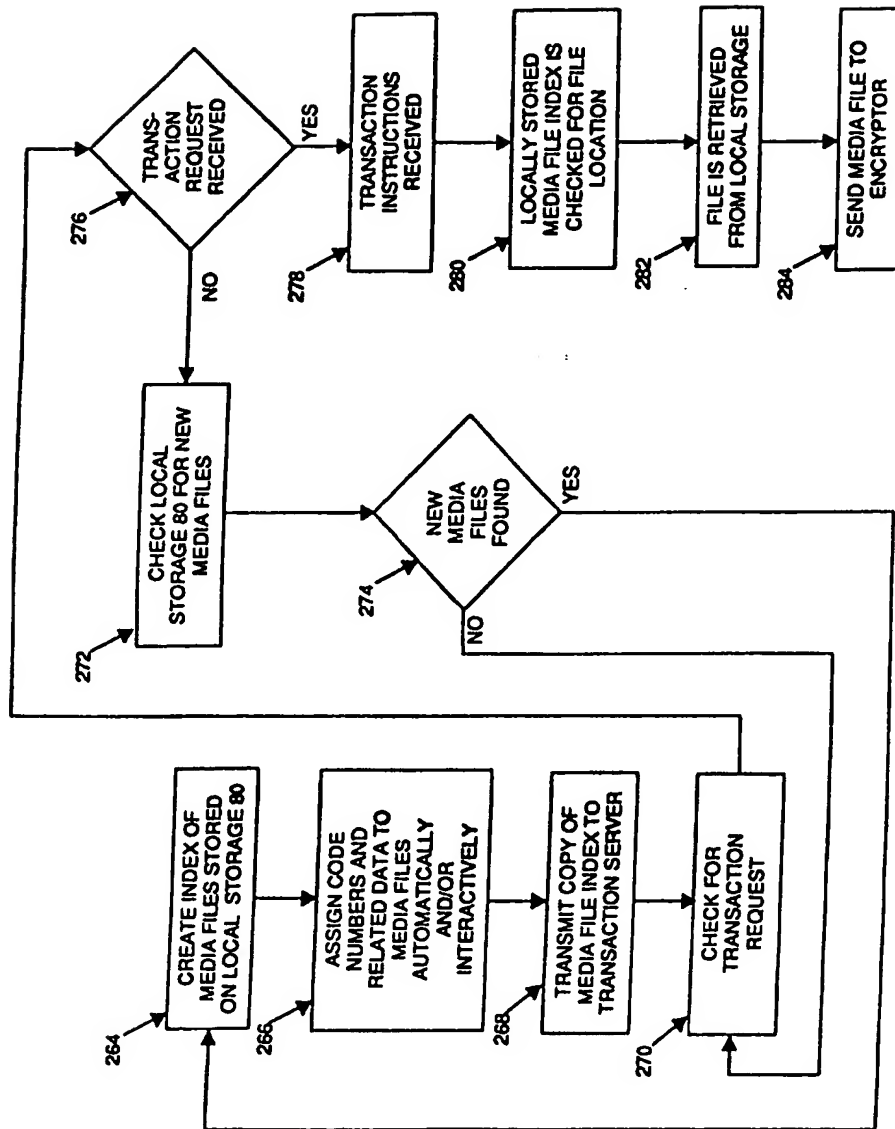 264
CREATE INDEX OF
MEDIA FILES STORED
ON LOCAL STORAGE 80
266
ASSIGN CODE
NUMBERS AND
RELATED DATA TO
MEDIA FILES
AUTOMATICALLY
AND/OR
INTERACTIVELY
268
TRANSMIT COPY OF
MEDIA FILE INDEX TO
TRANSACTION SERVER
270
CHECK FOR
TRANSACTION
REQUEST
272
CHECK LOCAL
STORAGE 80 FOR NEW
MEDIA FILES
274
NEW
MEDIA
FILES
FOUND
NO
YES
276
TRANS-
ACTION
REQUEST
RECEIVED
NO
YES
278
TRANSACTION
INSTRUCTIONS
RECEIVED
280
LOCALLY STORED
MEDIA FILE INDEX IS
CHECKED FOR FILE
LOCATION
282
FILE IS RETRIEVED
FROM LOCAL STORAGE
284
SEND MEDIA FILE TO
ENCRYPTOR